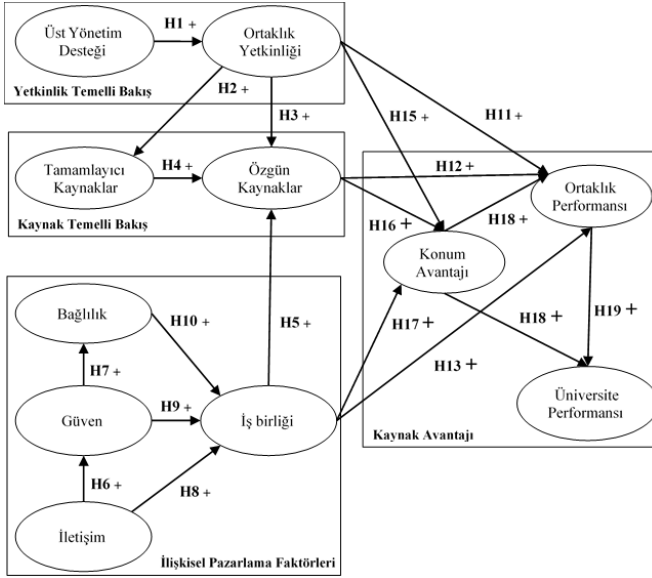 Üst Yönetim
Desteği
H1 +
Ortaklık
Yetkinliği
H2 +
H3 +
Yetkinlik Temelli Bakış
H15 +
H11 +
Tamamlayıcı
Kaynaklar
H4 +
Özgün
Kaynaklar
Kaynak Temelli Bakış
H12 +
H16 +
H18 +
Ortaklık
Performansı
Konum
Avantajı
H5 +
H17 +
H18 +
H13 +
H19 +
Üniversite
Performansı
Kaynak Avantajı
Bağlılık
H10 +
H7 +
Güven
H9 +
İş birliği
H6 +
H8 +
İletişim
İlişkisel Pazarlama Faktörleri